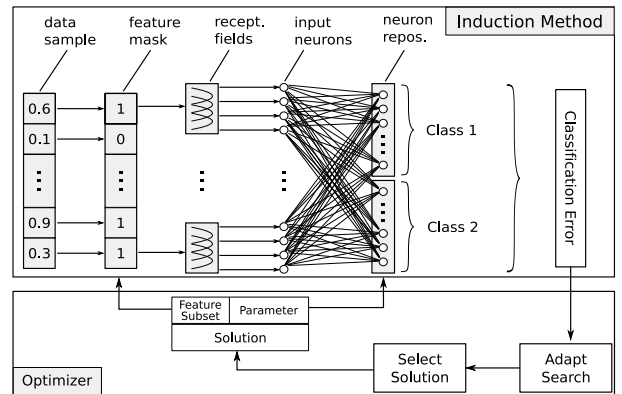 Induction Method
data sample
feature mask
recept. fields
input neurons
neuron repos.
0.6
0.1
0.9
0.3
1
0
1
1
Class 1
Class 2
Classification Error
Feature Subset
Parameter
Solution
Select Solution
Adapt Search
Optimizer